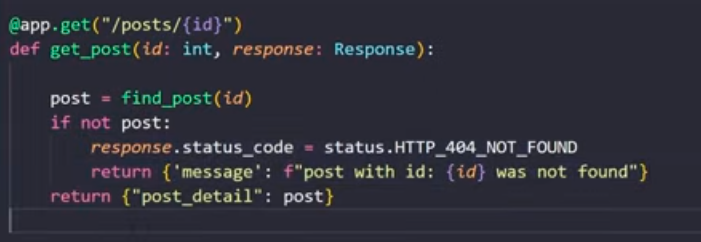 @app.get("/posts/{id}")
def get_post(id: int, response: Response):
    post = find_post(id)
    if not post:
        response.status_code = status.HTTP_404_NOT_FOUND
        return {'message': f"post with id: {id} was not found"}
    return {"post_detail": post}